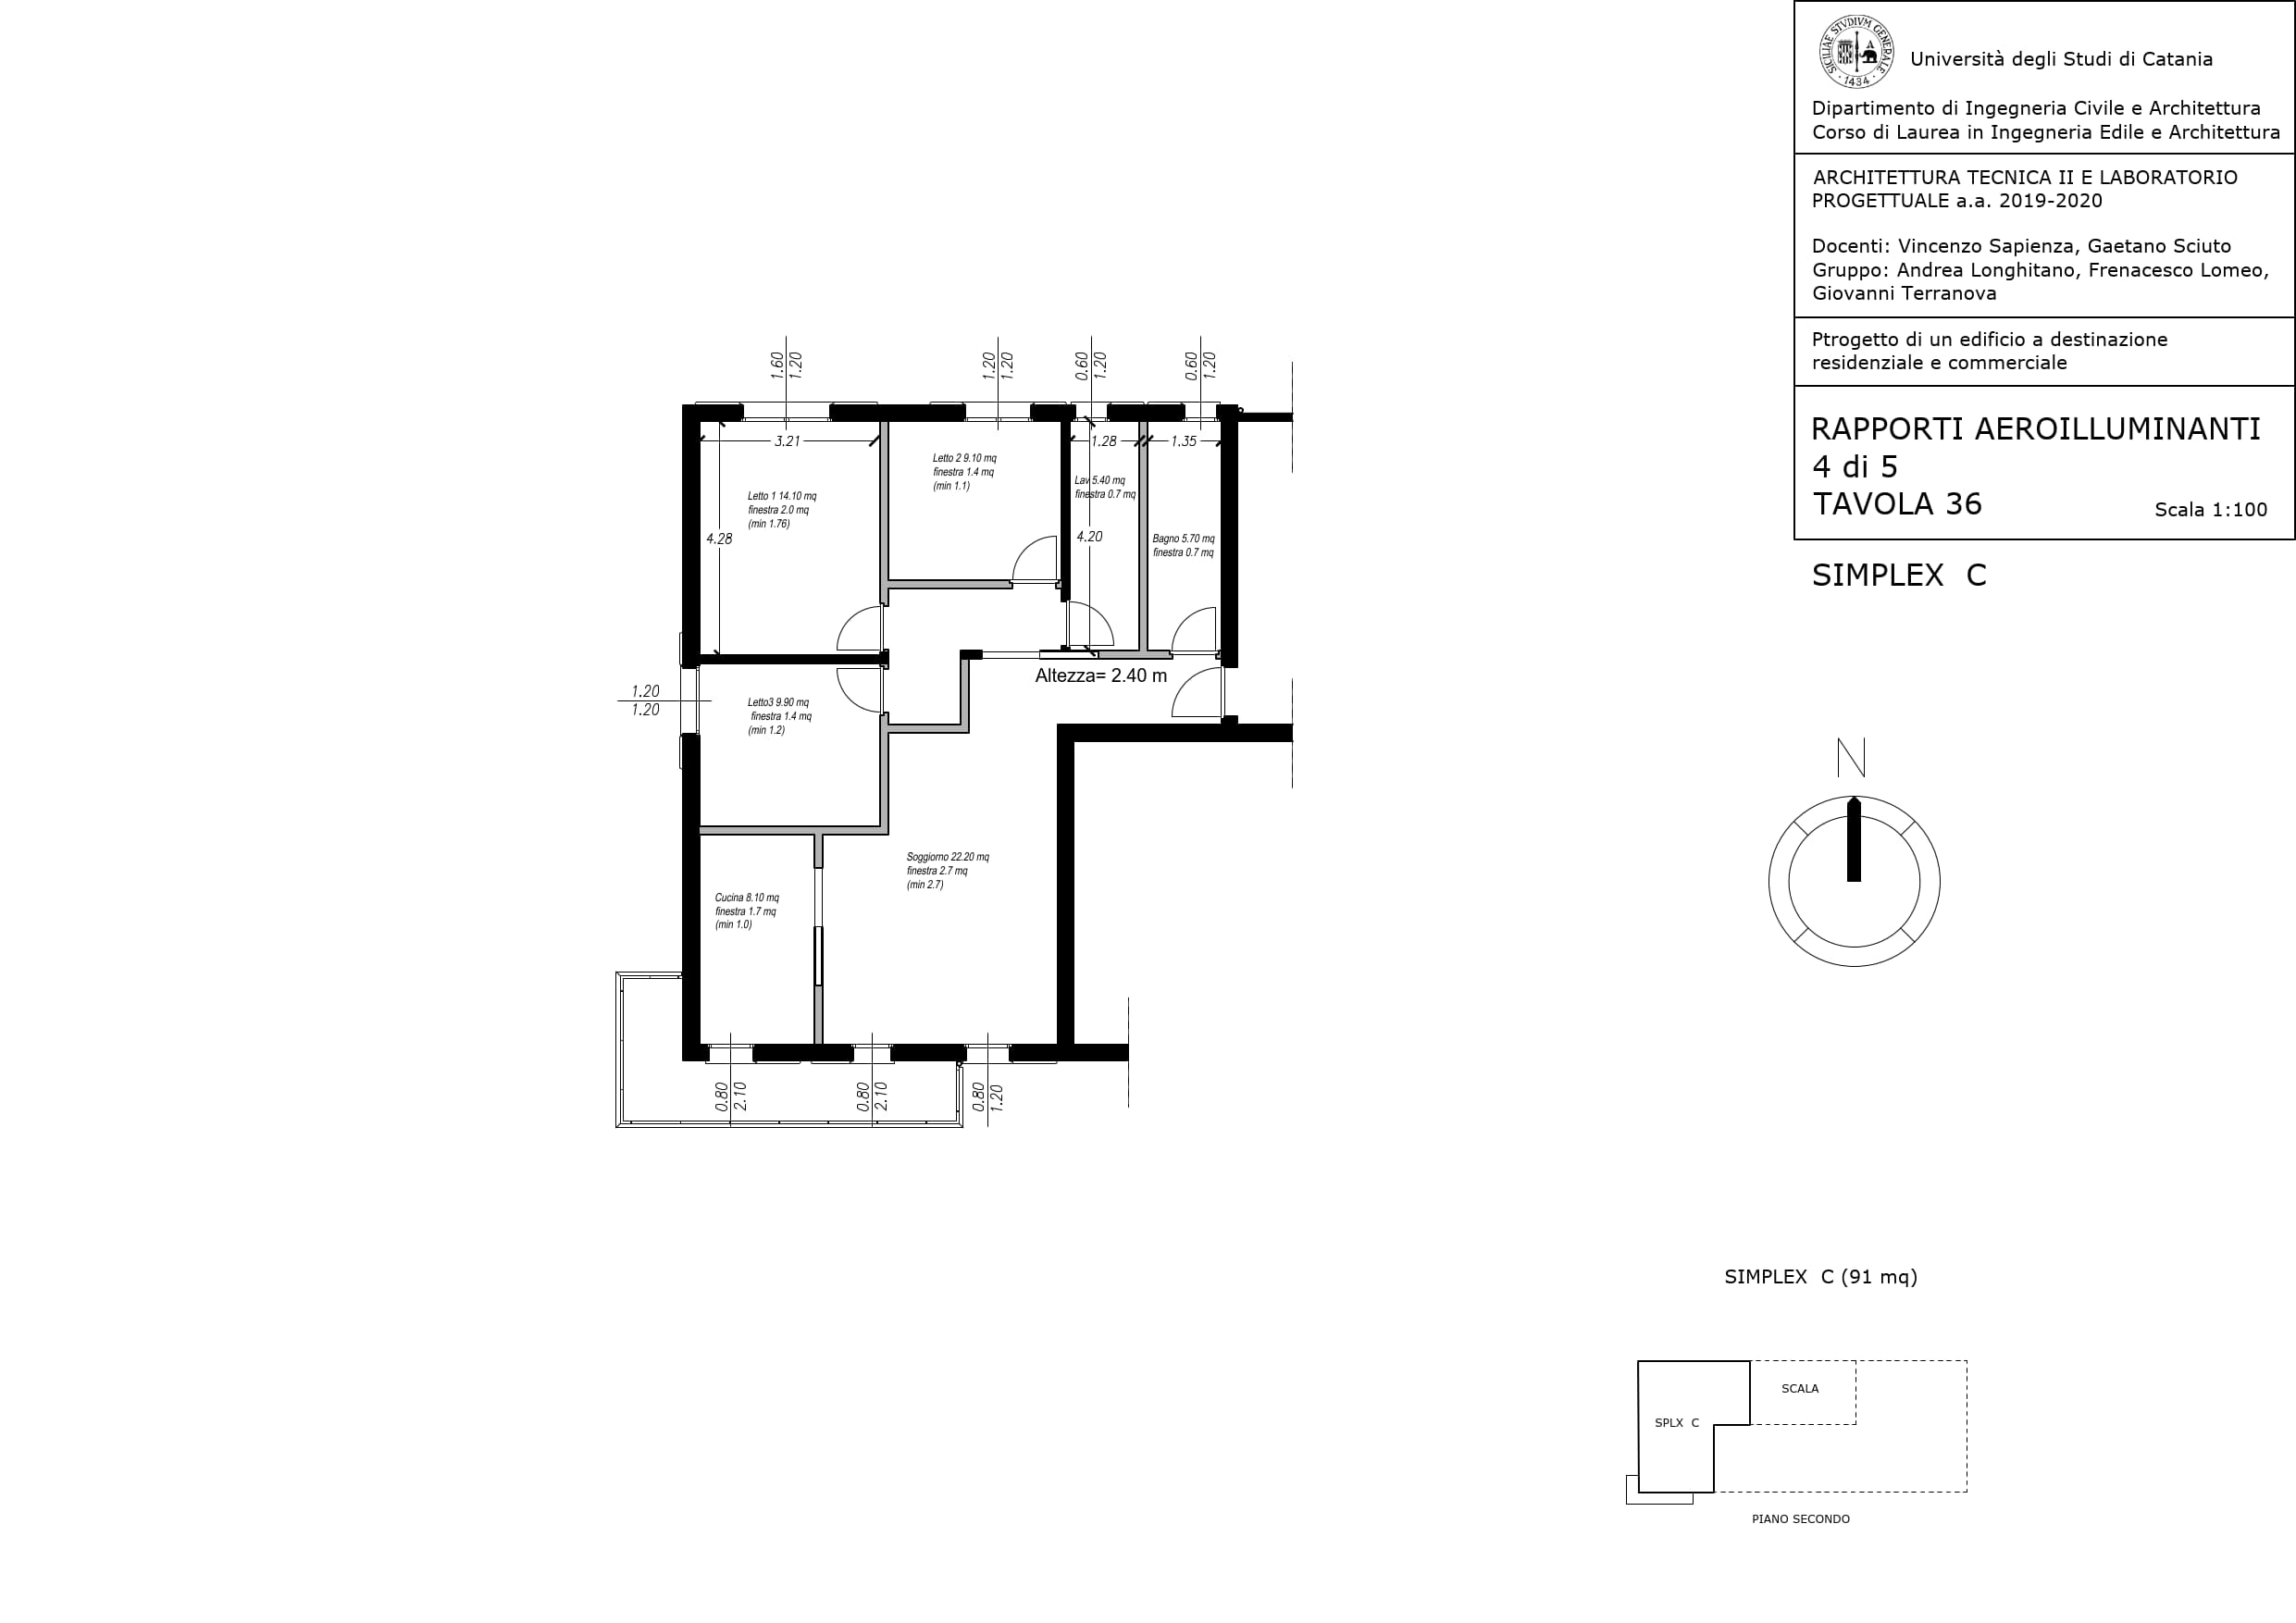 SICILIAE STVDIVM GENERALE
· 1434 ·
A
Università degli Studi di Catania
Dipartimento di Ingegneria Civile e Architettura
Corso di Laurea in Ingegneria Edile e Architettura
ARCHITETTURA TECNICA II E LABORATORIO
PROGETTUALE a.a. 2019-2020
Docenti: Vincenzo Sapienza, Gaetano Sciuto
Gruppo: Andrea Longhitano, Frenacesco Lomeo,
Giovanni Terranova
Ptrogetto di un edificio a destinazione
residenziale e commerciale
RAPPORTI AEROILLUMINANTI
4 di 5
TAVOLA 36
Scala 1:100
SIMPLEX C
1.60
1.20
1.20
1.20
0.60
1.20
0.60
1.20
3.21
1.28
1.35
Letto 2 9.10 mq
finestra 1.4 mq
(min 1.1)
Lav 5.40 mq
finestra 0.7 mq
Letto 1 14.10 mq
finestra 2.0 mq
(min 1.76)
4.28
4.20
Bagno 5.70 mq
finestra 0.7 mq
Altezza= 2.40 m
1.20
1.20
Letto3 9.90 mq
finestra 1.4 mq
(min 1.2)
Soggiorno 22.20 mq
finestra 2.7 mq
(min 2.7)
Cucina 8.10 mq
finestra 1.7 mq
(min 1.0)
0.80
2.10
0.80
2.10
0.80
1.20
N
SIMPLEX C (91 mq)
SCALA
SPLX C
PIANO SECONDO